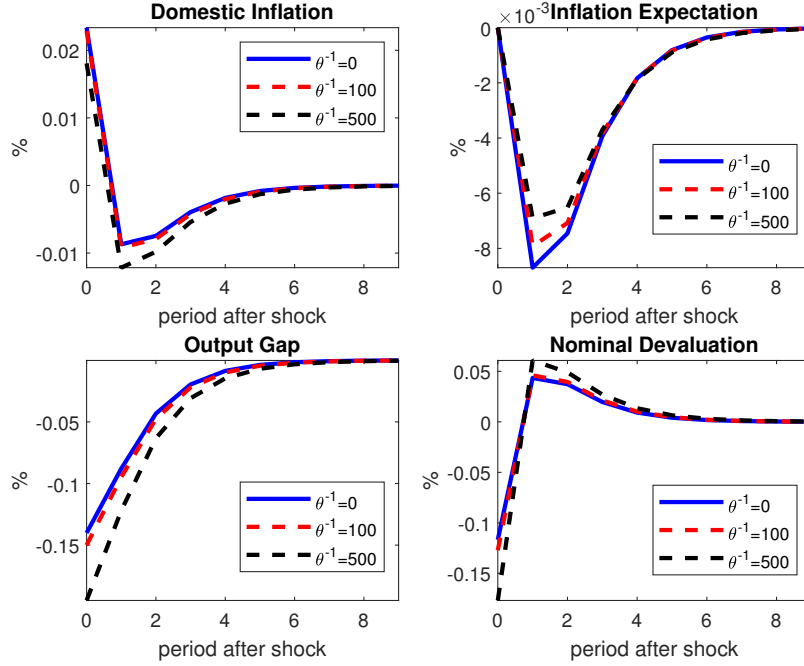 Domestic Inflation
0.02
0.01
0
-0.01
%
θ⁻¹=0
θ⁻¹=100
θ⁻¹=500
0 2 4 6 8
period after shock
×10⁻³ Inflation Expectation
0
-2
-4
-6
-8
%
θ⁻¹=0
θ⁻¹=100
θ⁻¹=500
0 2 4 6 8
period after shock
Output Gap
-0.05
-0.1
-0.15
%
θ⁻¹=0
θ⁻¹=100
θ⁻¹=500
0 2 4 6 8
period after shock
Nominal Devaluation
0.05
0
-0.05
-0.1
-0.15
%
θ⁻¹=0
θ⁻¹=100
θ⁻¹=500
0 2 4 6 8
period after shock